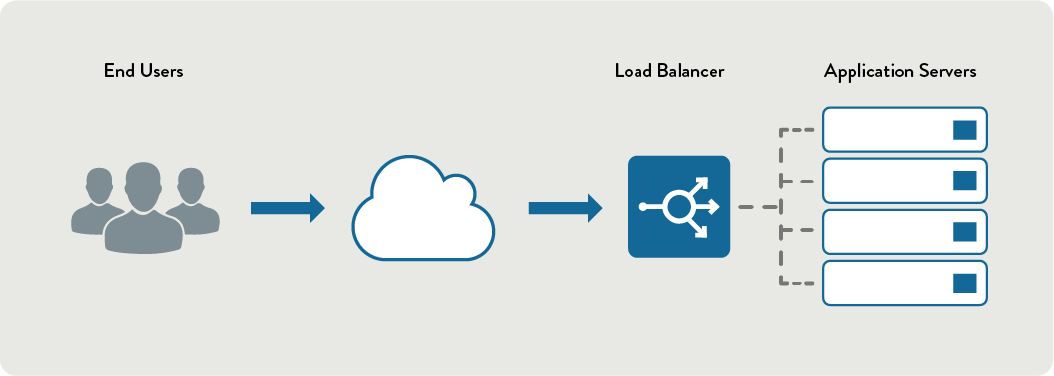 End Users
Load Balancer
Application Servers